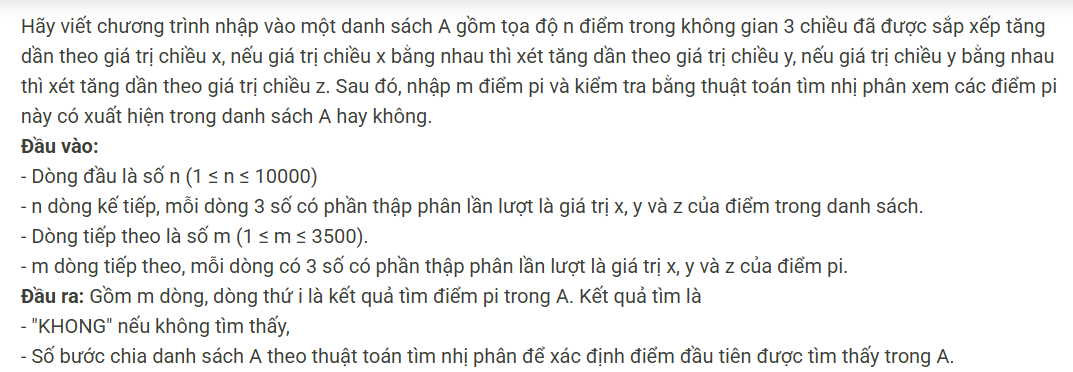 Hãy viết chương trình nhập vào một danh sách A gồm tọa độ n điểm trong không gian 3 chiều đã được sắp xếp tăng
dần theo giá trị chiều x, nếu giá trị chiều x bằng nhau thì xét tăng dần theo giá trị chiều y, nếu giá trị chiều y bằng nhau
thì xét tăng dần theo giá trị chiều z. Sau đó, nhập m điểm pi và kiểm tra bằng thuật toán tìm nhị phân xem các điểm pi
này có xuất hiện trong danh sách A hay không.
Đầu vào:
- Dòng đầu là số n (1 ≤ n ≤ 10000)
- n dòng kế tiếp, mỗi dòng 3 số có phần thập phân lần lượt là giá trị x, y và z của điểm trong danh sách.
- Dòng tiếp theo là số m (1 ≤ m ≤ 3500).
- m dòng tiếp theo, mỗi dòng có 3 số có phần thập phân lần lượt là giá trị x, y và z của điểm pi.
Đầu ra: Gồm m dòng, dòng thứ i là kết quả tìm điểm pi trong A. Kết quả tìm là
- "KHONG" nếu không tìm thấy,
- Số bước chia danh sách A theo thuật toán tìm nhị phân để xác định điểm đầu tiên được tìm thấy trong A.